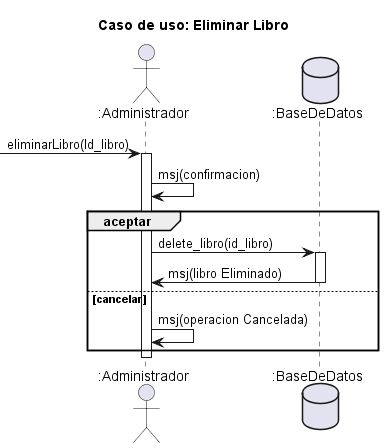 Caso de uso: Eliminar Libro
:Administrador
:BaseDeDatos
eliminarLibro(Id_libro)
msj(confirmacion)
aceptar
delete_libro(id_libro)
msj(libro Eliminado)
[cancelar]
msj(operacion Cancelada)
:Administrador
:BaseDeDatos